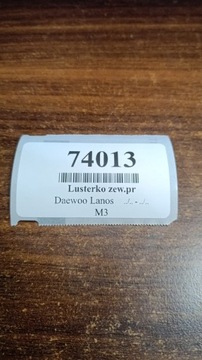 74013
Lusterko zew.pr
Daewoo Lanos
M3